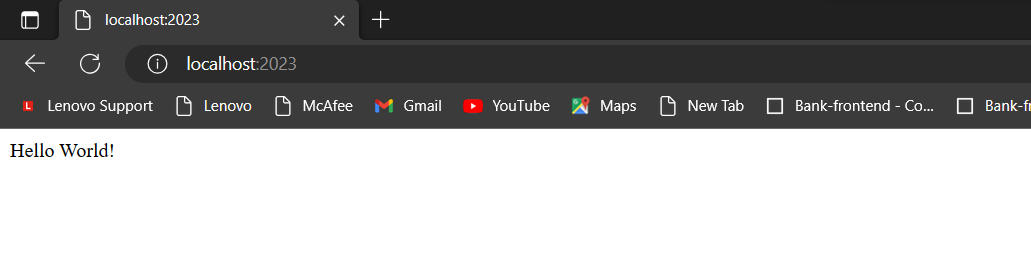 localhost:2023
localhost:2023
L Lenovo Support Lenovo McAfee Gmail YouTube Maps New Tab Bank-frontend - Co... Bank-f
Hello World!